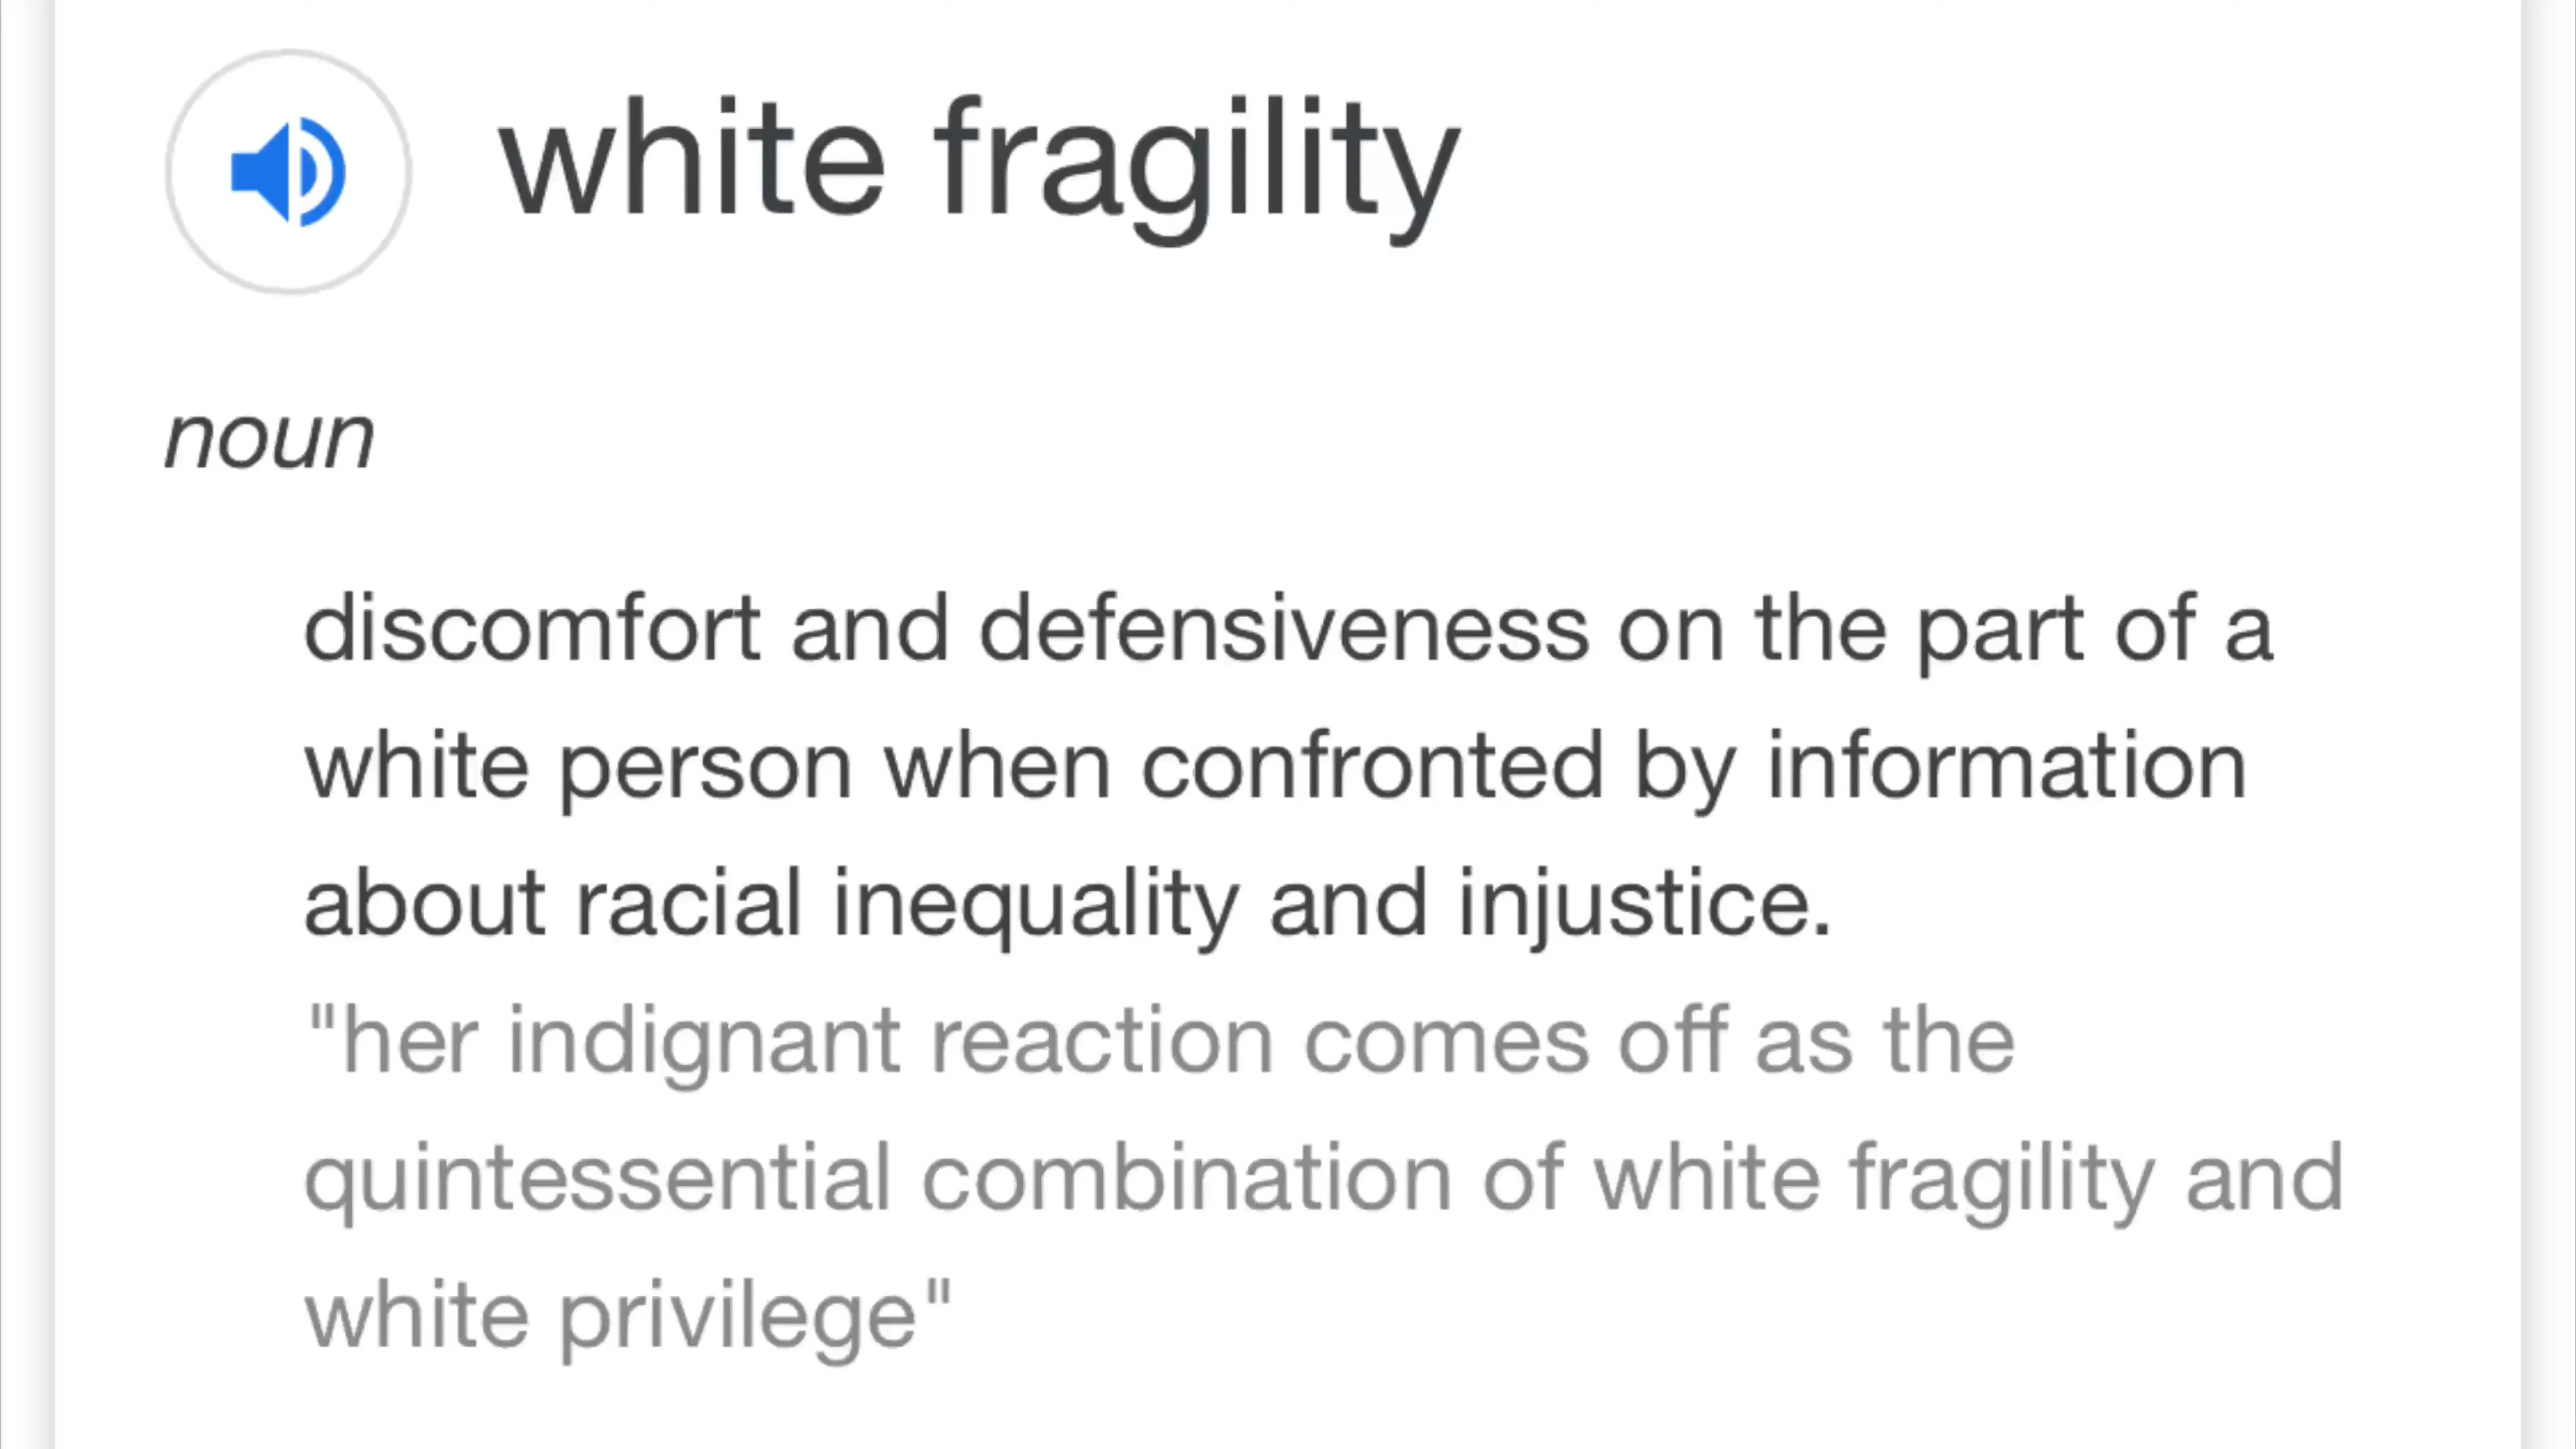 white fragility
noun
discomfort and defensiveness on the part of a
white person when confronted by information
about racial inequality and injustice.
"her indignant reaction comes off as the
quintessential combination of white fragility and
white privilege"